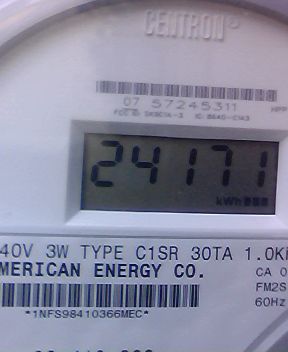 CENTRON®
07 57245311
24171
kWh
40V 3W TYPE C1SR 30TA 1.0K
MERICAN ENERGY CO.
CA 0
FM2S
60Hz
*1NFS98410366MEC*